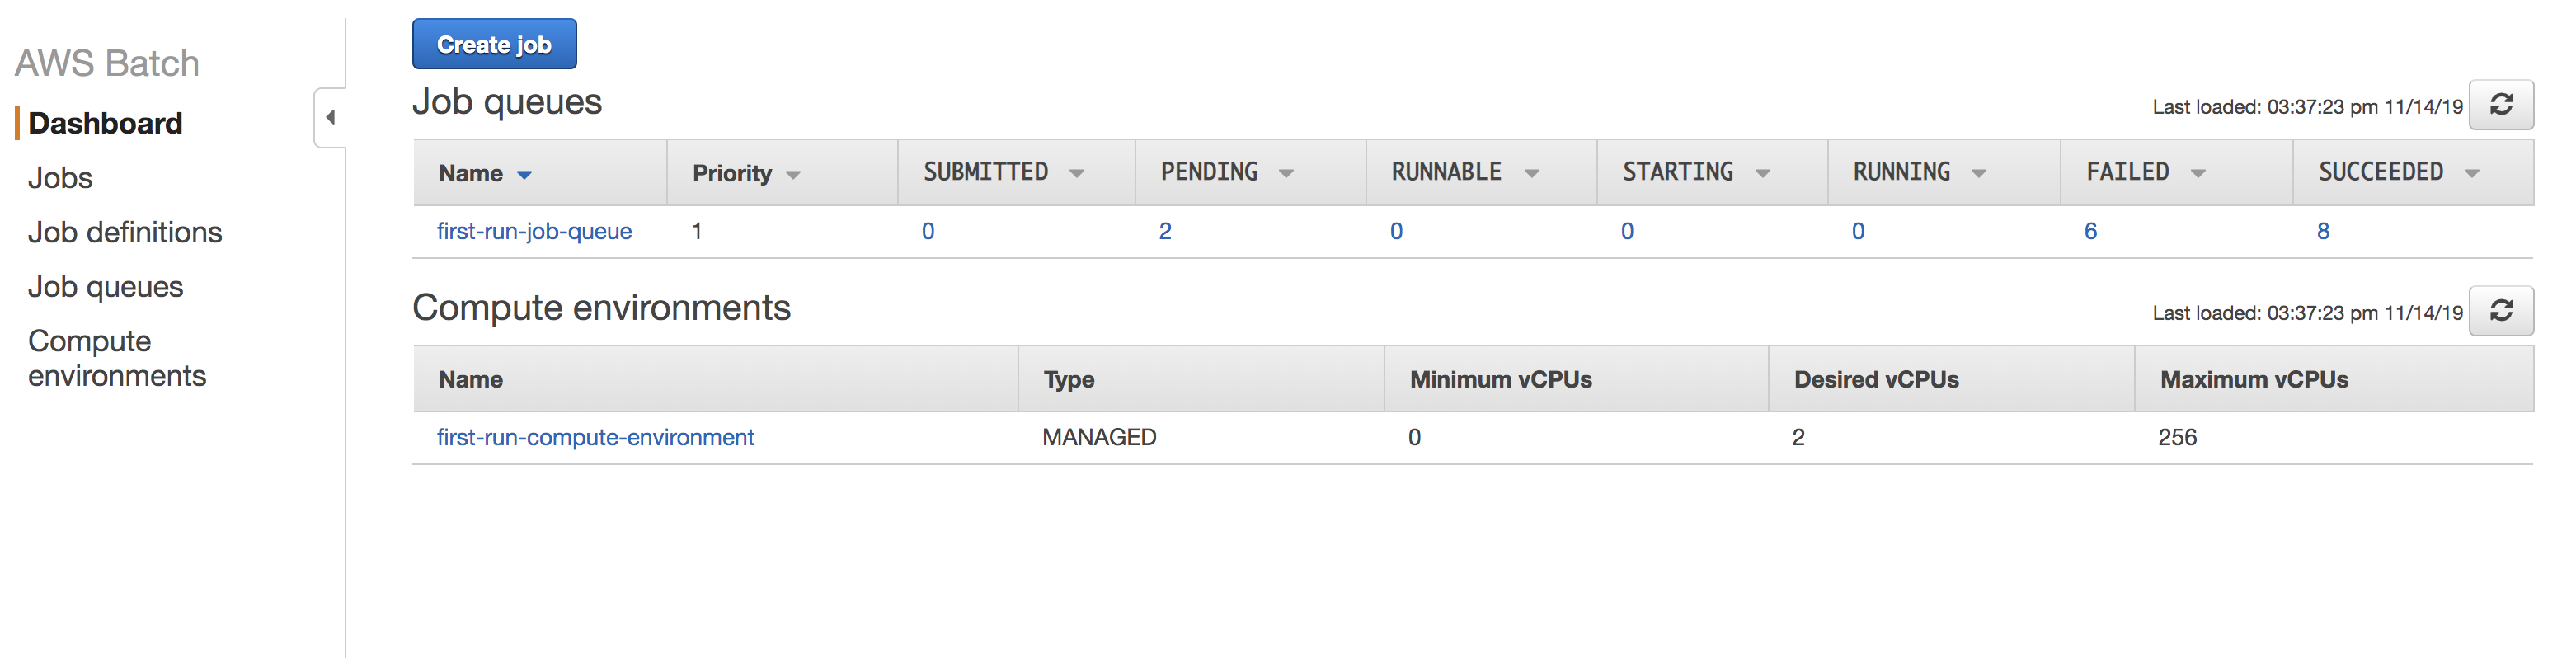 AWS Batch
Dashboard
Jobs
Job definitions
Job queues
Compute
environments
Create job
Job queues
Last loaded: 03:37:23 pm 11/14/19
Name Priority SUBMITTED PENDING RUNNABLE STARTING RUNNING FAILED SUCCEEDED
first-run-job-queue 1 0 2 0 0 0 6 8
Compute environments
Last loaded: 03:37:23 pm 11/14/19
Name Type Minimum vCPUs Desired vCPUs Maximum vCPUs
first-run-compute-environment MANAGED 0 2 256